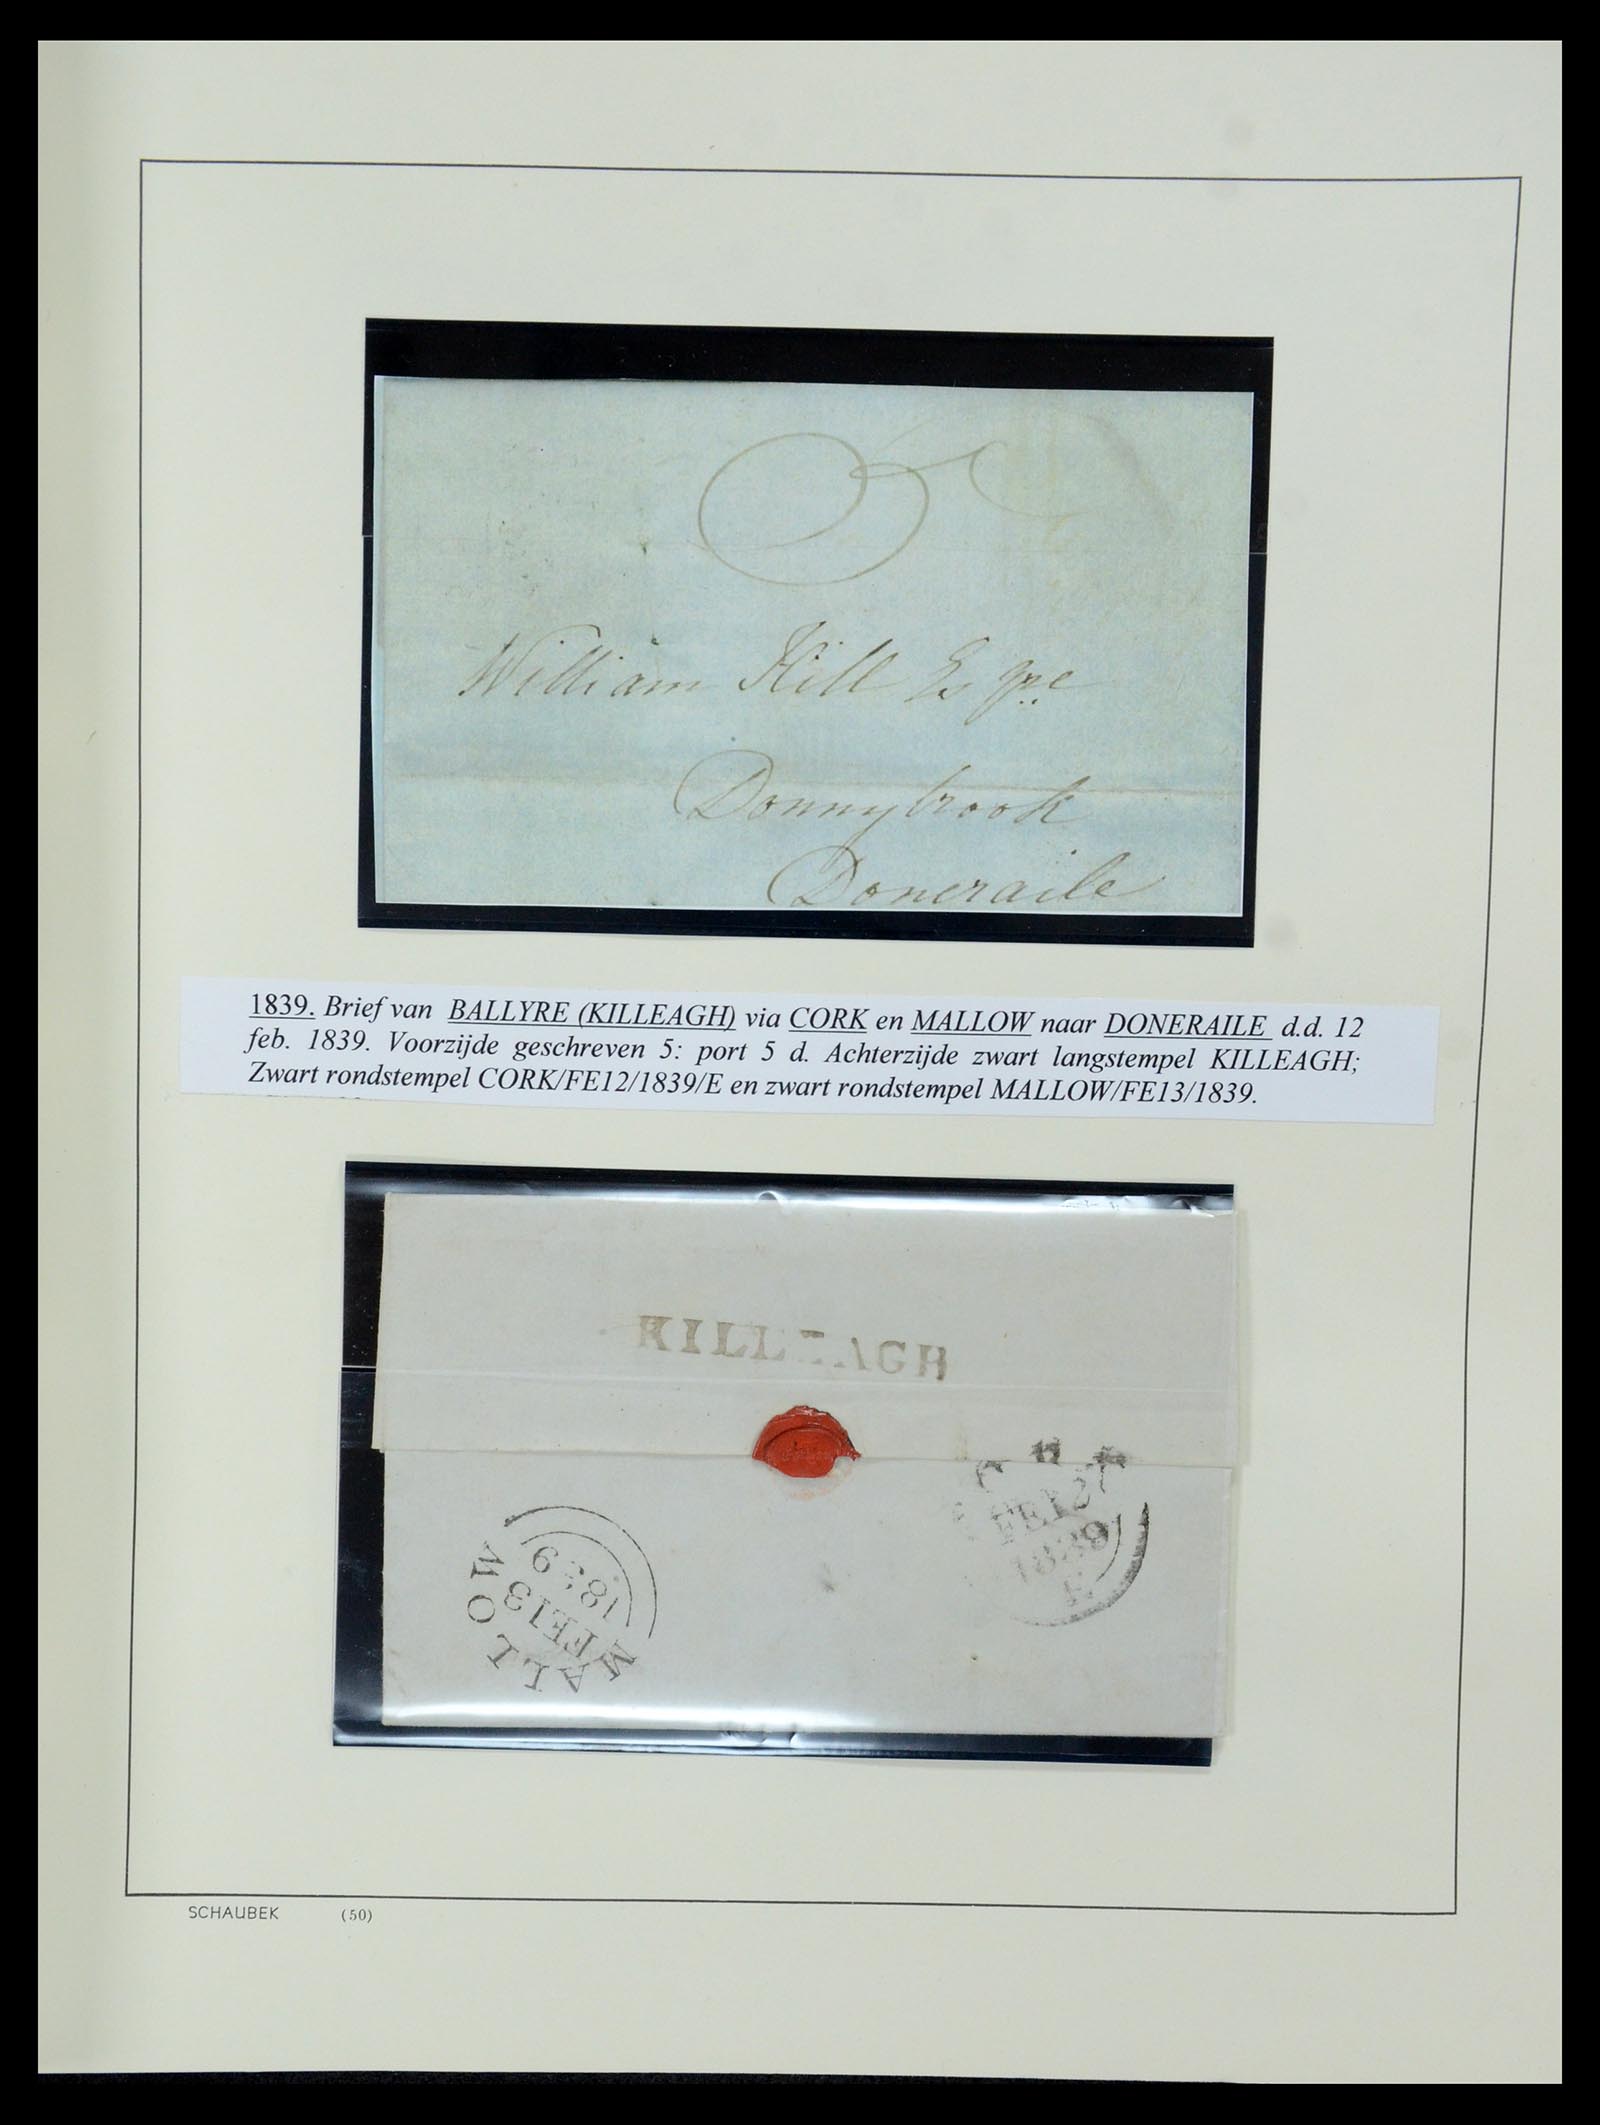 5
William Hill Esqre
Donnybrook
Doneraile
1839. Brief van BALLYRE (KILLEAGH) via CORK en MALLOW naar DONERAILE d.d. 12
feb. 1839. Voorzijde geschreven 5: port 5 d. Achterzijde zwart langstempel KILLEAGH;
Zwart rondstempel CORK/FE12/1839/E en zwart rondstempel MALLOW/FE13/1839.
KILLEAGH
CORK
FE12
1839
E
MALLOW
FE13
1839
SCHAUBEK (50)